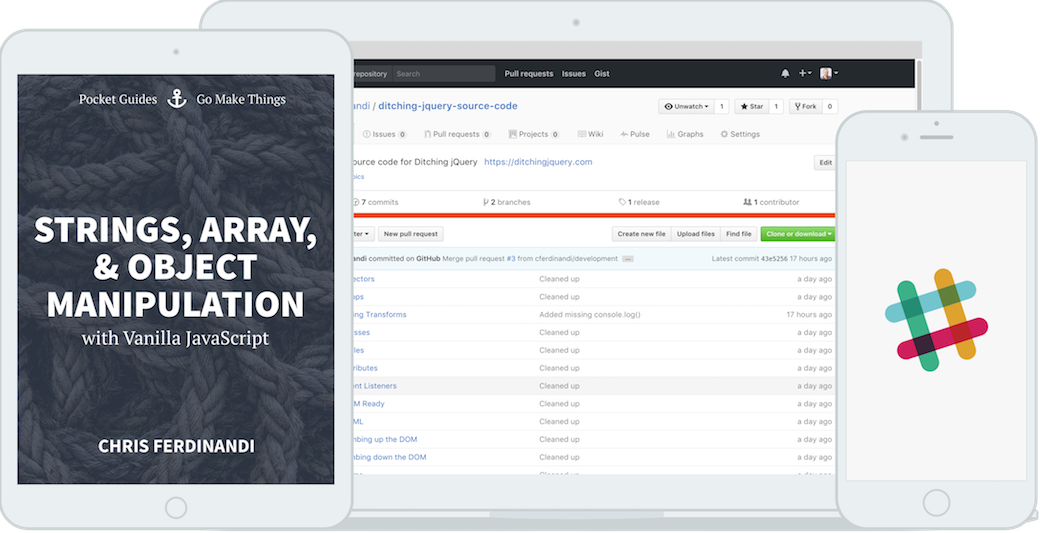 Pocket Guides Go Make Things
STRINGS, ARRAY,
& OBJECT
MANIPULATION
with Vanilla JavaScript
CHRIS FERDINANDI
repository Search Pull requests Issues Gist
andi / ditching-jquery-source-code Unwatch 1 Star 1 Fork 0
Issues 0 Pull requests 0 Projects 0 Wiki Pulse Graphs Settings
ource code for Ditching jQuery https://ditchingjquery.com Edit
pics
7 commits 2 branches 1 release 1 contributor
ter New pull request Create new file Upload files Find file Clone or download
andi committed on GitHub Merge pull request #3 from cferdinandi/development ... Latest commit 43e5256 17 hours ago
ectors Cleaned up a day ago
ops Cleaned up a day ago
ing Transforms Added missing console.log() 17 hours ago
sses Cleaned up a day ago
les Cleaned up a day ago
ributes Cleaned up a day ago
ent Listeners Cleaned up a day ago
M Ready Cleaned up a day ago
ML Cleaned up a day ago
mbing up the DOM Cleaned up a day ago
mbing down the DOM Cleaned up a day ago